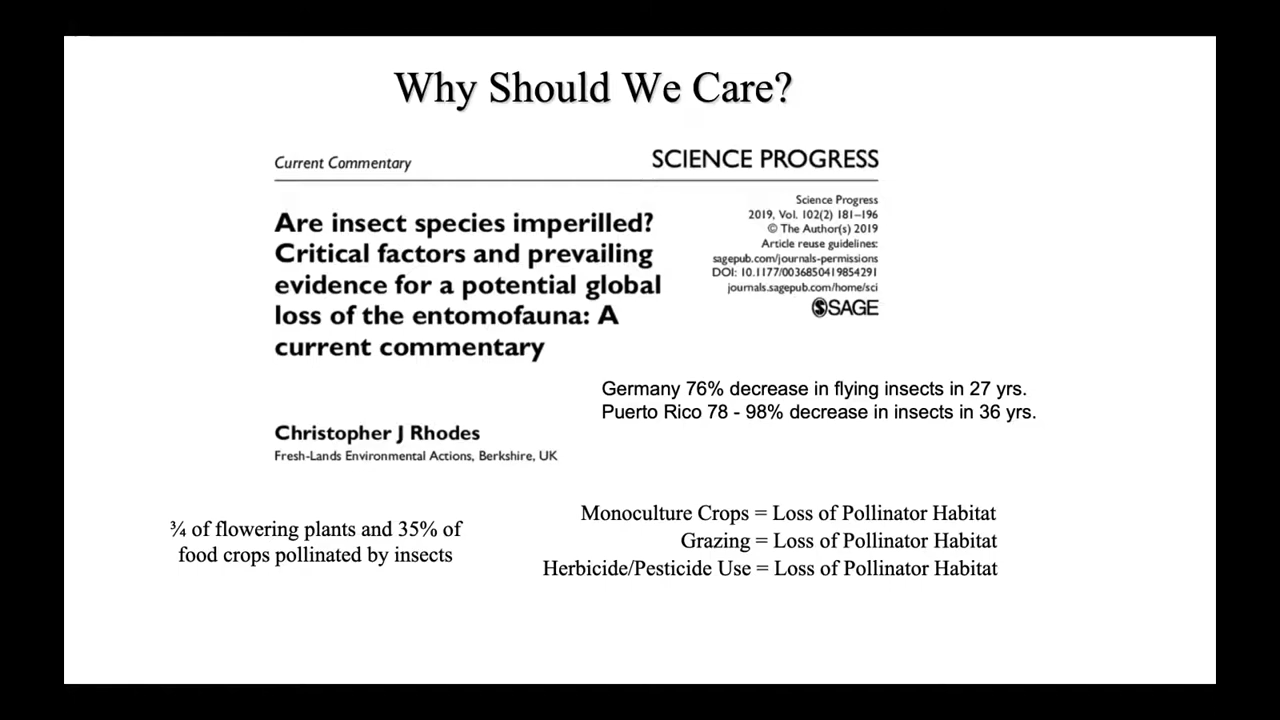 Why Should We Care?
Current Commentary
SCIENCE PROGRESS
Are insect species imperilled?
Critical factors and prevailing
evidence for a potential global
loss of the entomofauna: A
current commentary
Science Progress
2019, Vol. 102(2) 181–196
© The Author(s) 2019
Article reuse guidelines:
sagepub.com/journals-permissions
DOI: 10.1177/0036850419854291
journals.sagepub.com/home/sci
SAGE
Germany 76% decrease in flying insects in 27 yrs.
Puerto Rico 78 - 98% decrease in insects in 36 yrs.
Christopher J Rhodes
Fresh-Lands Environmental Actions, Berkshire, UK
¾ of flowering plants and 35% of
food crops pollinated by insects
Monoculture Crops = Loss of Pollinator Habitat
Grazing = Loss of Pollinator Habitat
Herbicide/Pesticide Use = Loss of Pollinator Habitat